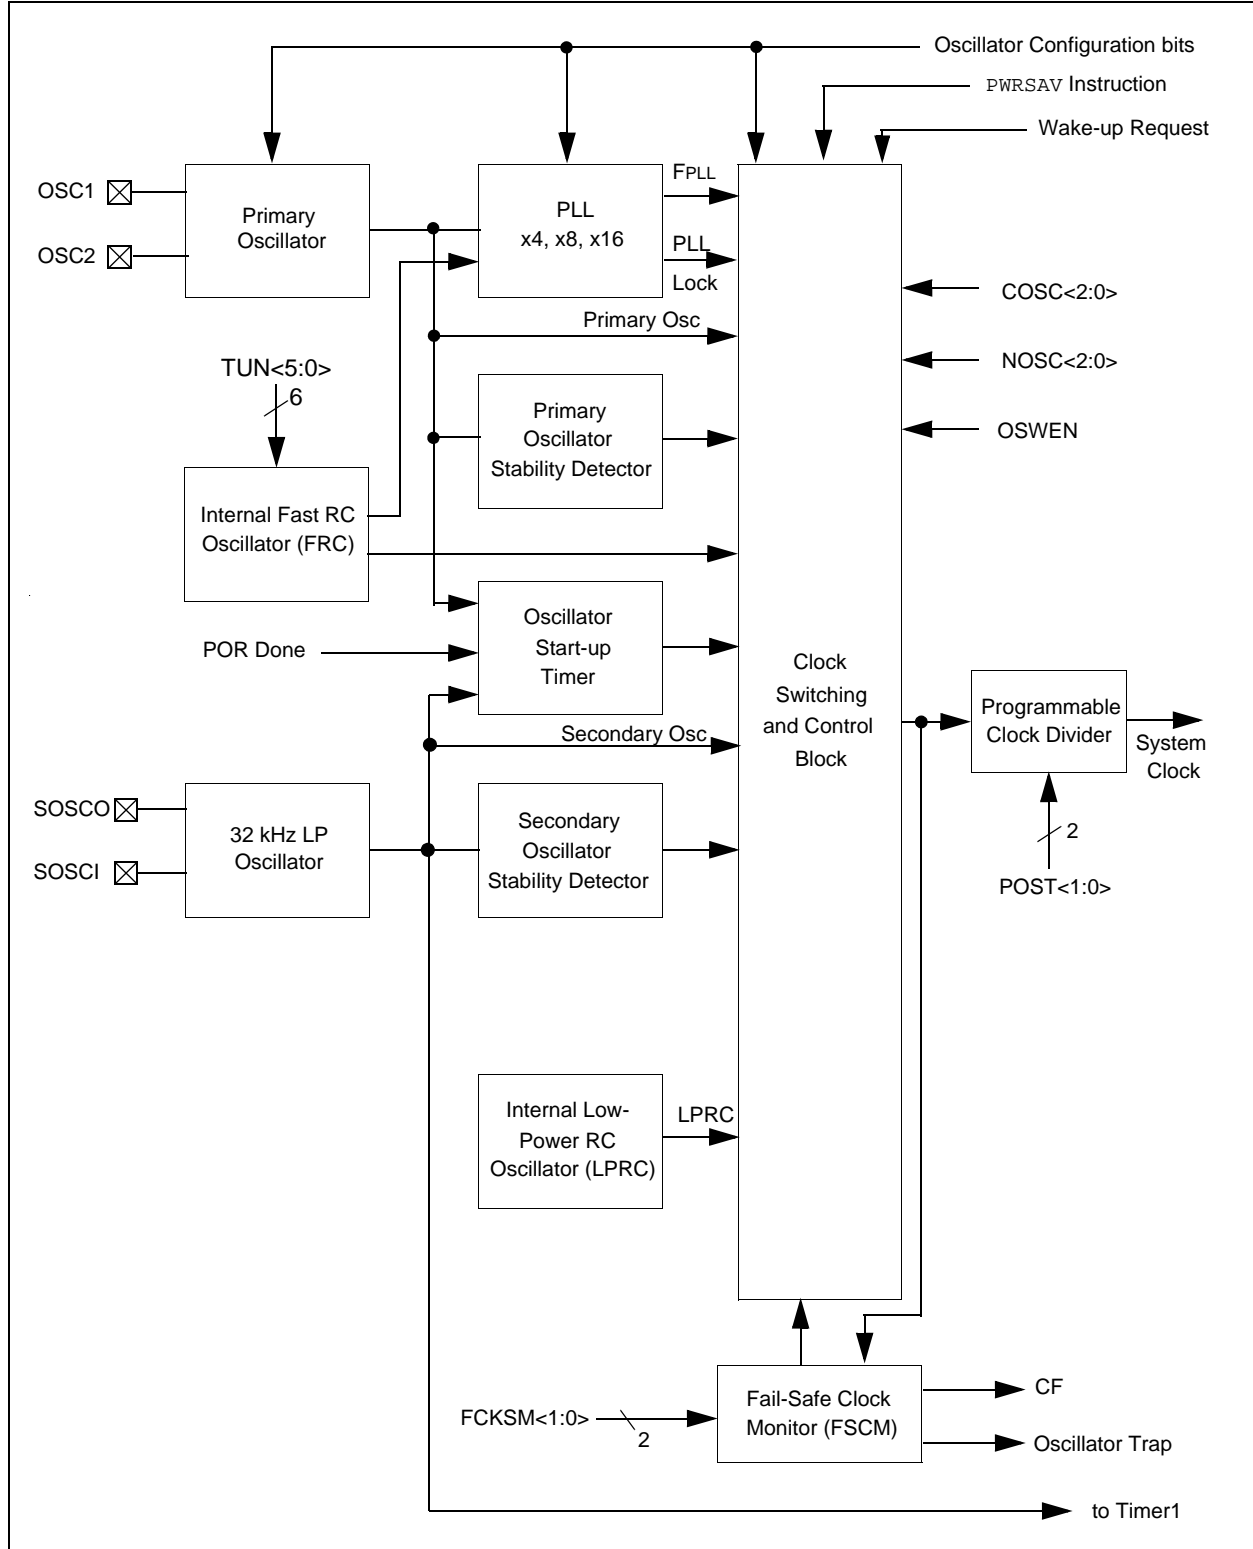 Oscillator Configuration bits
PWRSAV Instruction
Wake-up Request
OSC1
OSC2
Primary
Oscillator
PLL
x4, x8, x16
FPLL
PLL
Lock
Primary Osc
COSC<2:0>
NOSC<2:0>
OSWEN
TUN<5:0>
6
Primary
Oscillator
Stability Detector
Internal Fast RC
Oscillator (FRC)
Oscillator
Start-up
Timer
POR Done
Clock
Switching
and Control
Block
Secondary Osc
Programmable
Clock Divider
System
Clock
2
POST<1:0>
SOSCO
SOSCI
32 kHz LP
Oscillator
Secondary
Oscillator
Stability Detector
Internal Low-
Power RC
Oscillator (LPRC)
LPRC
FCKSM<1:0>
2
Fail-Safe Clock
Monitor (FSCM)
CF
Oscillator Trap
to Timer1